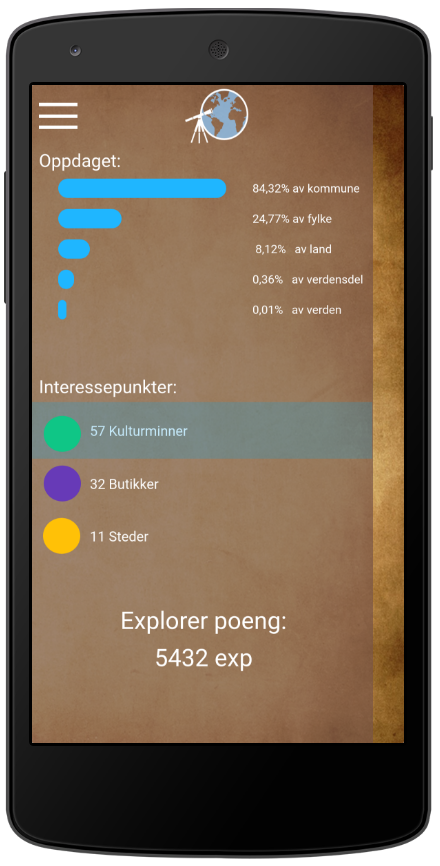 Oppdaget:
84,32% av kommune
24,77% av fylke
8,12% av land
0,36% av verdensdel
0,01% av verden
Interessepunkter:
57 Kulturminner
32 Butikker
11 Steder
Explorer poeng:
5432 exp